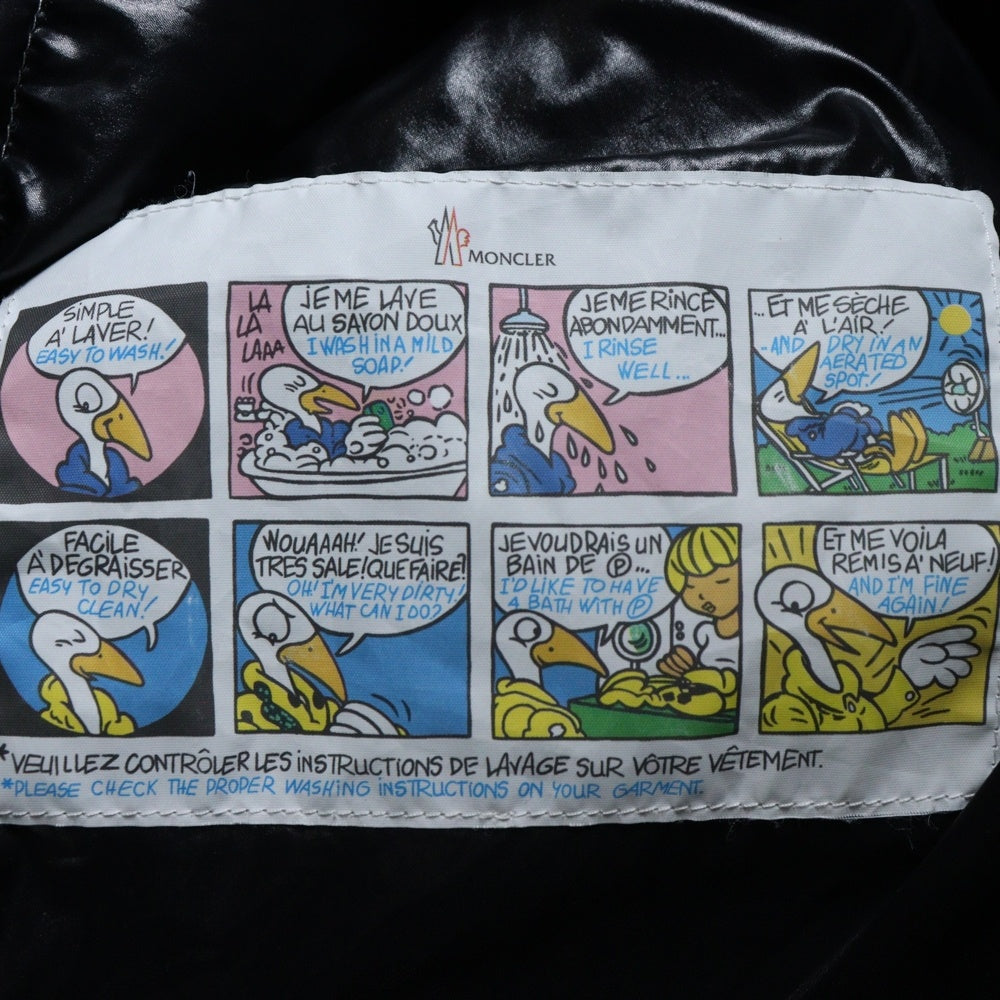 MONCLER
SIMPLE
A' LAVER!
EASY TO WASH!
LA
LA
LAAA
JE ME LAVE
AU SAVON DOUX
I WASH IN A MILD
SOAP!
JE ME RINCE
ABONDAMMENT...
I RINSE
WELL...
...ET ME SÈCHE
A' L'AIR!
..AND DRY IN AN
AERATED
SPOT!
FACILE
A' DEGRAISSER
EASY TO DRY
CLEAN!
WOUAAAH! JE SUIS
TRES SALE! QUE FAIRE?
OH! I'M VERY DIRTY!
WHAT CAN I DO?
JE VOUDRAIS UN
BAIN DE Ⓟ...
I'D LIKE TO HAVE
A BATH WITH Ⓟ
ET ME VOILA
REMIS A' NEUF!
AND I'M FINE
AGAIN!
*VEUILLEZ CONTRÔLER LES INSTRUCTIONS DE LAVAGE SUR VÔTRE VÊTEMENT.
*PLEASE CHECK THE PROPER WASHING INSTRUCTIONS ON YOUR GARMENT.